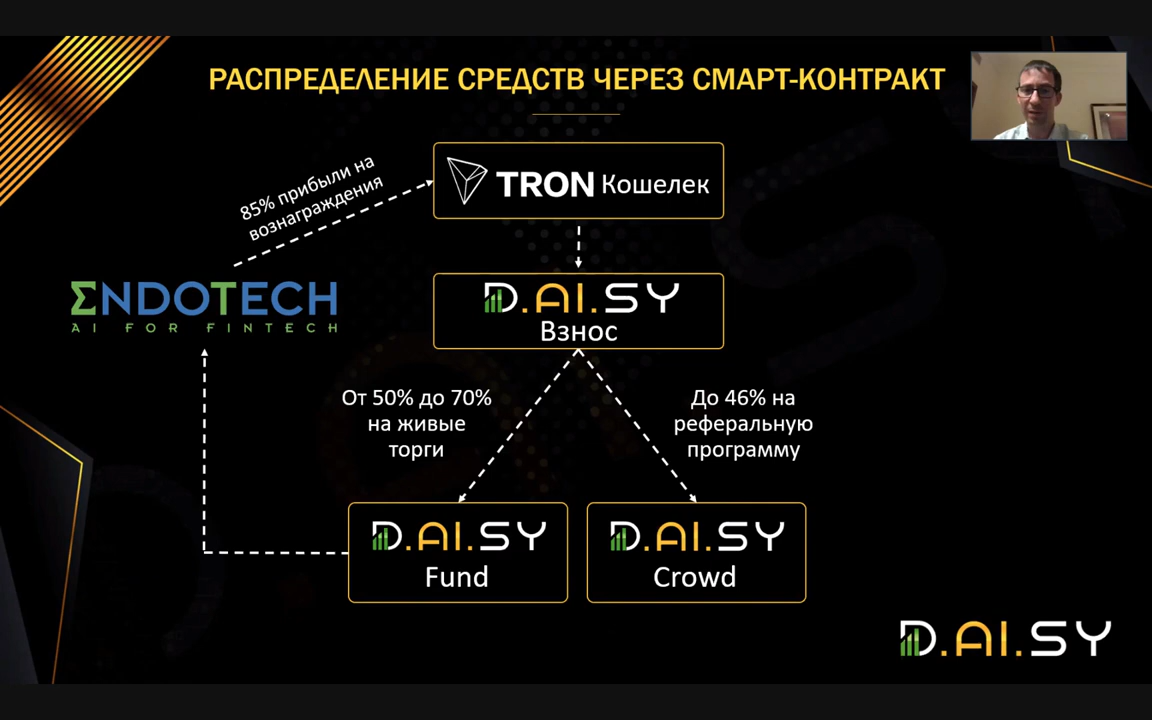 РАСПРЕДЕЛЕНИЕ СРЕДСТВ ЧЕРЕЗ СМАРТ-КОНТРАКТ
TRON Кошелек
85% прибыли на
вознаграждения
ΣNDOTECH
AI FOR FINTECH
D.AI.SY
Взнос
От 50% до 70%
на живые
торги
До 46% на
реферальную
программу
D.AI.SY
Fund
D.AI.SY
Crowd
D.AI.SY